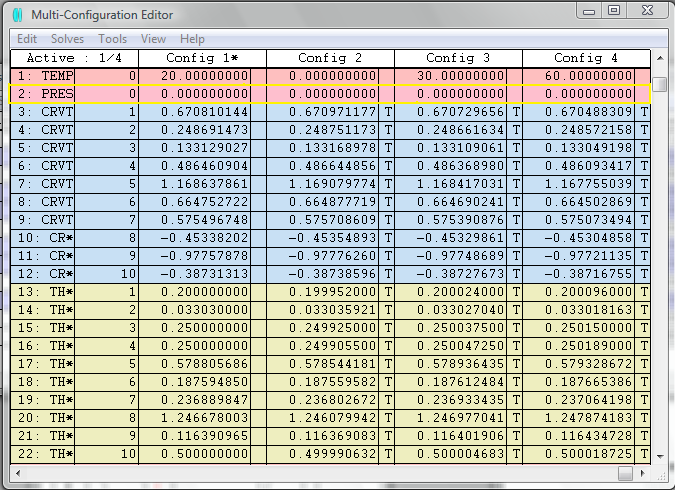 Multi-Configuration Editor
Edit Solves Tools View Help
Active : 1/4 Config 1* Config 2 Config 3 Config 4
1: TEMP 0 20.00000000 0.000000000 30.00000000 60.00000000
2: PRES 0 0.000000000 0.000000000 0.000000000 0.000000000
3: CRVT 1 0.670810144 0.670971177 T 0.670729656 T 0.670488309 T
4: CRVT 2 0.248691473 0.248751173 T 0.248661634 T 0.248572158 T
5: CRVT 3 0.133129027 0.133168978 T 0.133109061 T 0.133049198 T
6: CRVT 4 0.486460904 0.486644856 T 0.486368980 T 0.486093417 T
7: CRVT 5 1.168637861 1.169079774 T 1.168417031 T 1.167755039 T
8: CRVT 6 0.664752722 0.664877719 T 0.664690241 T 0.664502869 T
9: CRVT 7 0.575496748 0.575708609 T 0.575390876 T 0.575073494 T
10: CR* 8 -0.45338202 -0.45354893 T -0.45329861 T -0.45304858 T
11: CR* 9 -0.97757878 -0.97776260 T -0.97748689 T -0.97721135 T
12: CR* 10 -0.38731313 -0.38738596 T -0.38727673 T -0.38716755 T
13: TH* 1 0.200000000 0.199952000 T 0.200024000 T 0.200096000 T
14: TH* 2 0.033030000 0.033035921 T 0.033027040 T 0.033018163 T
15: TH* 3 0.250000000 0.249925000 T 0.250037500 T 0.250150000 T
16: TH* 4 0.250000000 0.249905500 T 0.250047250 T 0.250189000 T
17: TH* 5 0.578805686 0.578544181 T 0.578936435 T 0.579328672 T
18: TH* 6 0.187594850 0.187559582 T 0.187612484 T 0.187665386 T
19: TH* 7 0.236889847 0.236802672 T 0.236933435 T 0.237064198 T
20: TH* 8 1.246678003 1.246079942 T 1.246977041 T 1.247874183 T
21: TH* 9 0.116390965 0.116369083 T 0.116401906 T 0.116434728 T
22: TH* 10 0.500000000 0.499990632 T 0.500004683 T 0.500018725 T